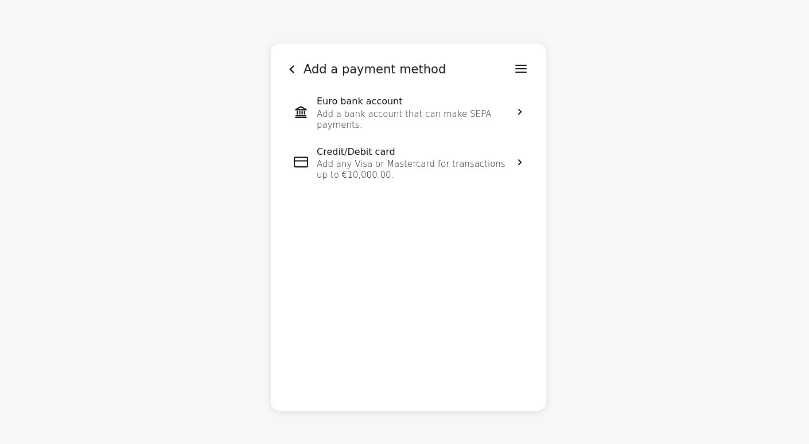 Add a payment method
Euro bank account
Add a bank account that can make SEPA
payments.
Credit/Debit card
Add any Visa or Mastercard for transactions
up to €10,000.00.